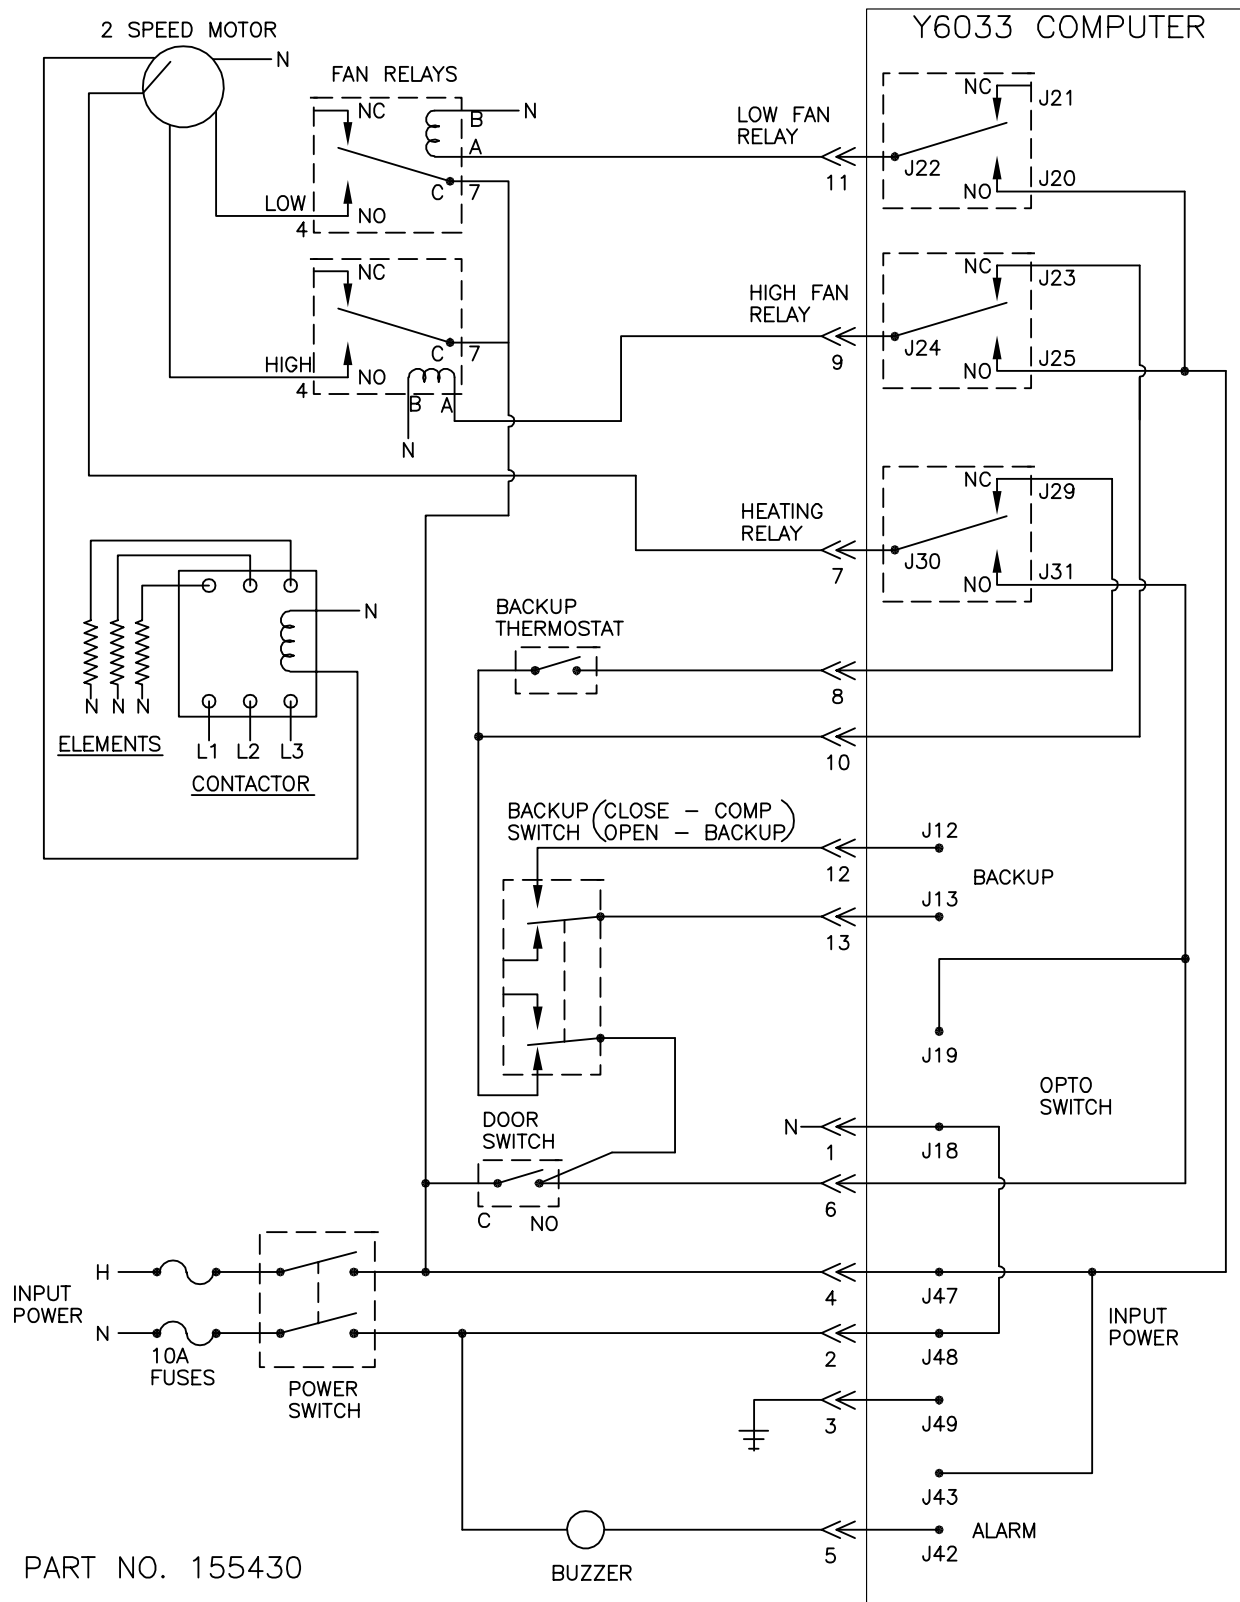 Y6033 COMPUTER
2 SPEED MOTOR
N
FAN RELAYS
NC
B
N
A
C
7
LOW
4
NO
LOW FAN
RELAY
11
NC
J21
J22
NO
J20
NC
C
7
HIGH
4
NO
B
A
N
HIGH FAN
RELAY
9
NC
J23
J24
NO
J25
HEATING
RELAY
7
NC
J29
J30
NO
J31
N
N N N
ELEMENTS
L1 L2 L3
CONTACTOR
BACKUP
THERMOSTAT
8
10
BACKUP (CLOSE - COMP
SWITCH OPEN - BACKUP)
12
J12
BACKUP
J13
13
J19
OPTO
SWITCH
DOOR
SWITCH
N
1
J18
C
NO
6
INPUT
POWER
H
N
10A
FUSES
POWER
SWITCH
4
J47
INPUT
POWER
2
J48
3
J49
J43
ALARM
5
J42
BUZZER
PART NO. 155430